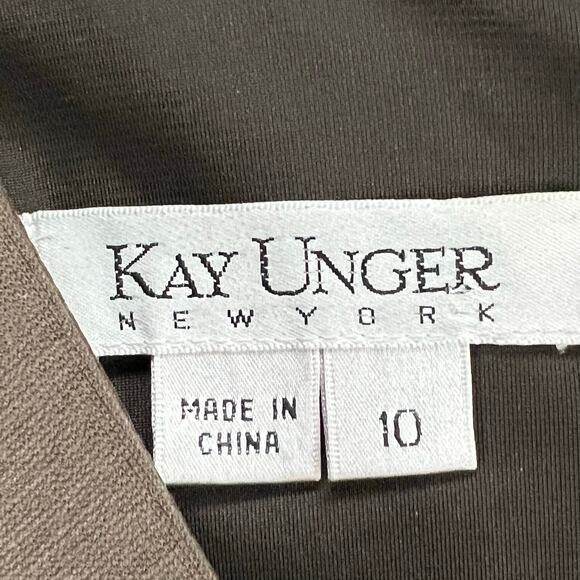 KAY UNGER
NEW YORK
MADE IN
CHINA
10